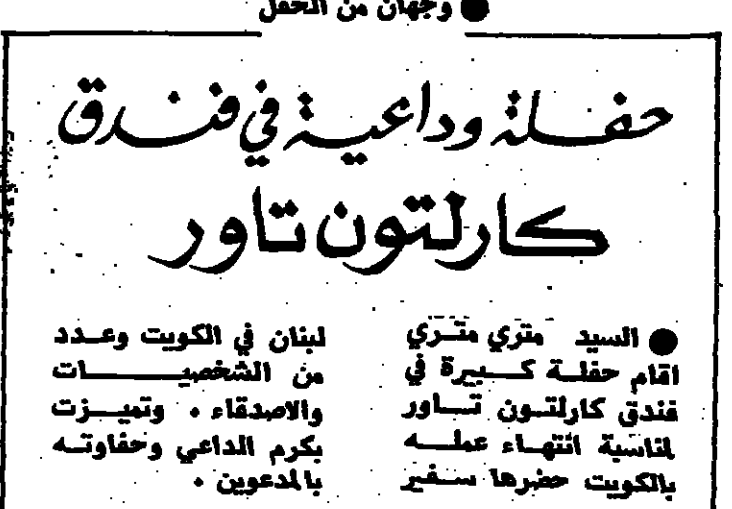 ● وجهان من الحفل
حفلة وداعية في فندق
كارلتون تاور
● السيد متري متري
اقام حفلة كبيرة في
فندق كارلتون تاور
لمناسبة انتهاء عمله
بالكويت حضرها سفير
لبنان في الكويت وعدد
من الشخصيات
والاصدقاء . وتميزت
بكرم الداعي وحفاوته
بالمدعوين .